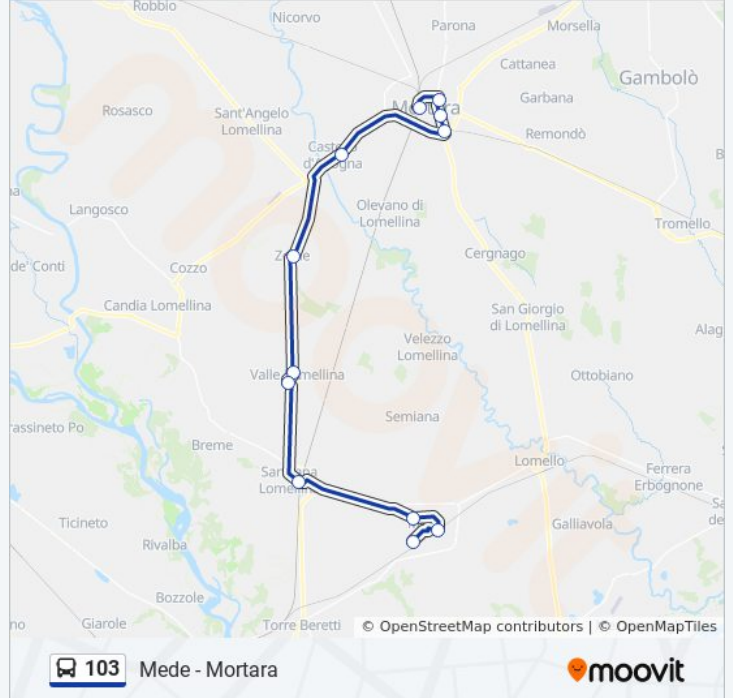 Robbio
Nicorvo
Parona
Morsella
Cattanea
Gambolò
Garbana
Rosasco
Sant'Angelo
Lomellina
Remondò
Langosco
Olevano di
Lomellina
Tromello
de' Conti
Cozzo
Cergnago
Candia Lomellina
San Giorgio
di Lomellina
Alag
Velezzo
Lomellina
Ottobiano
Semiana
rassineto Po
Breme
Lomello
Ferrera
Erbognone
Ticineto
Galliavola
Rivalba
Bozzole
Giarole
Torre Beretti
© OpenStreetMap contributors | © OpenMapTiles
103 Mede - Mortara
moovit